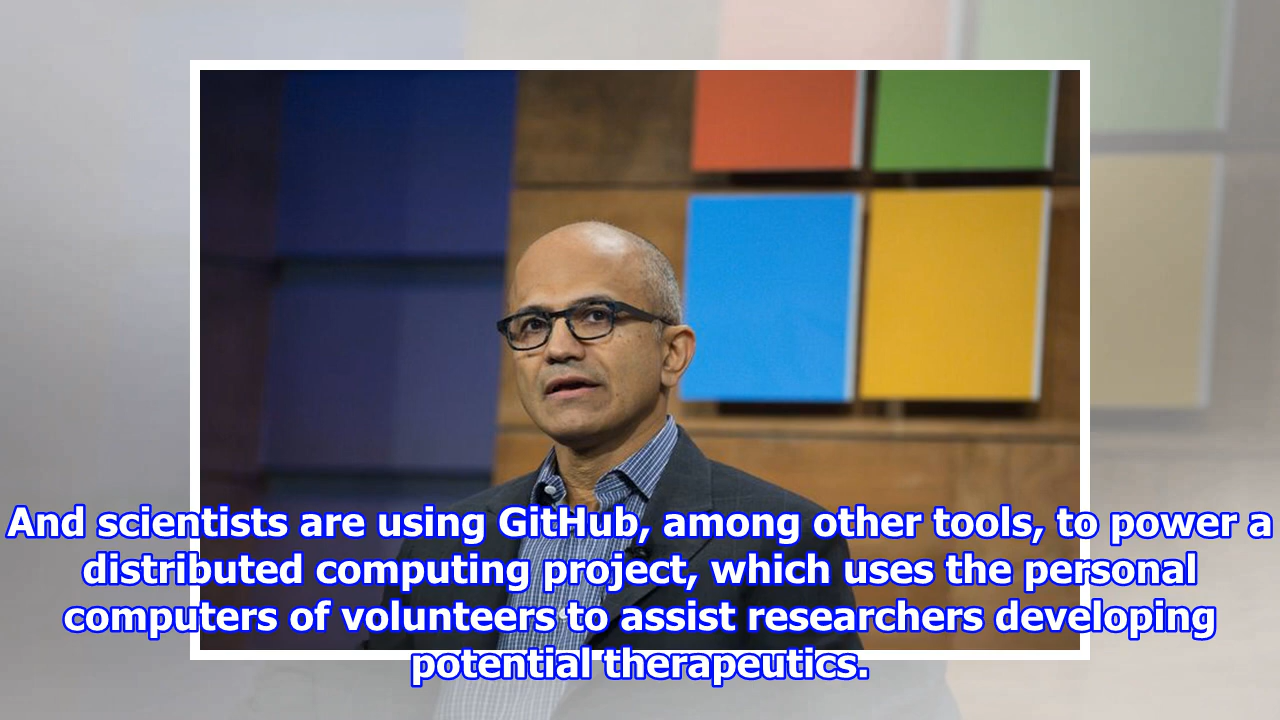 And scientists are using GitHub, among other tools, to power a
distributed computing project, which uses the personal
computers of volunteers to assist researchers developing
potential therapeutics.